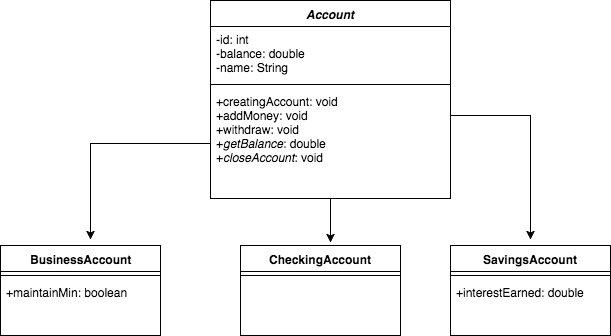 Account
-id: int
-balance: double
-name: String
+creatingAccount: void
+addMoney: void
+withdraw: void
+getBalance: double
+closeAccount: void
BusinessAccount
+maintainMin: boolean
CheckingAccount
SavingsAccount
+interestEarned: double